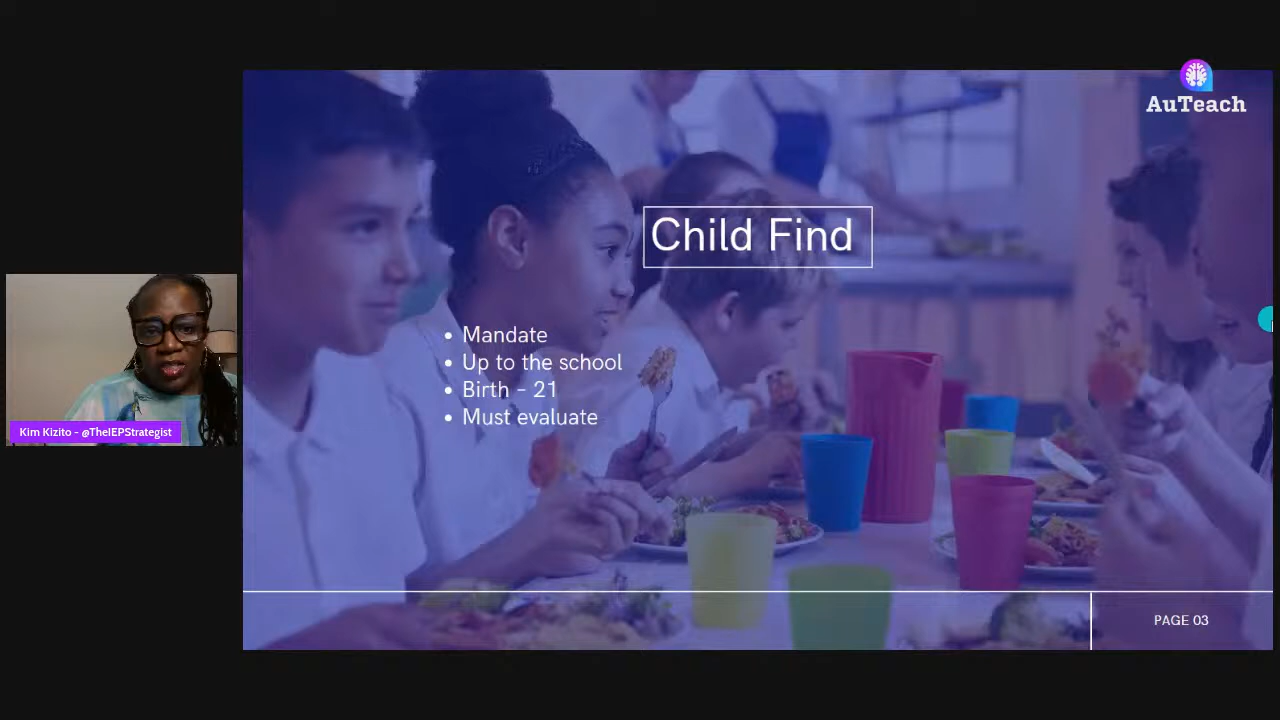 AuTeach
Child Find
Mandate
Up to the school
Birth - 21
Must evaluate
Kim Kizito - @TheIEPStrategist
PAGE 03